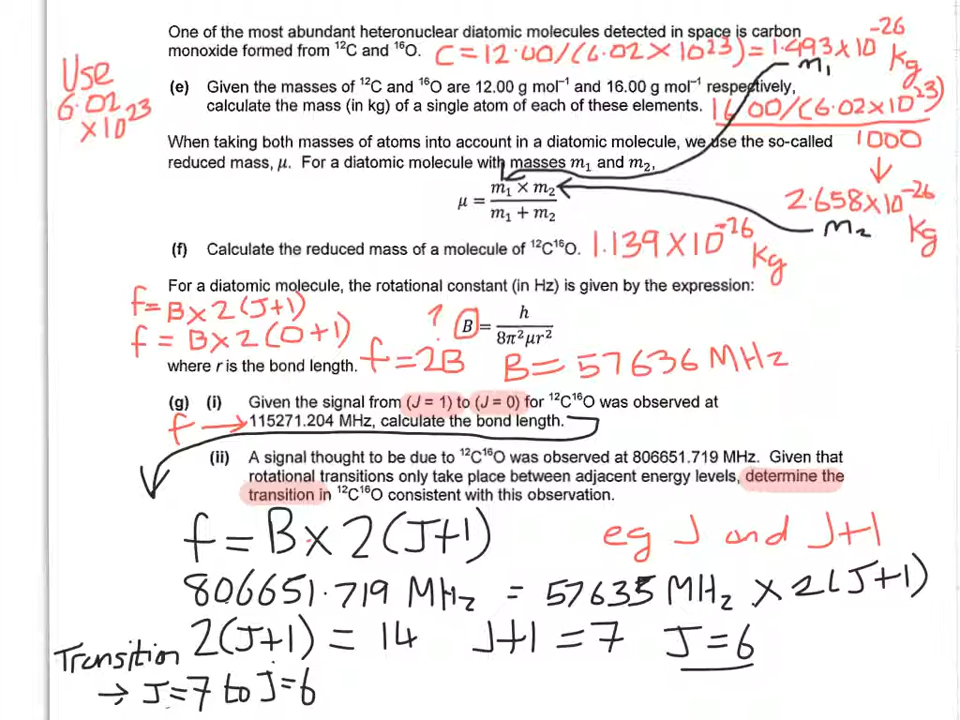 One of the most abundant heteronuclear diatomic molecules detected in space is carbon
monoxide formed from ¹²C and ¹⁶O.
C = 12.00/(6.02×10²³) = 1.493×10⁻²⁶ kg
m₁
Use
6.02
×10²³
(e) Given the masses of ¹²C and ¹⁶O are 12.00 g mol⁻¹ and 16.00 g mol⁻¹ respectively,
calculate the mass (in kg) of a single atom of each of these elements.
16.00/(6.02×10²³)
1000
When taking both masses of atoms into account in a diatomic molecule, we use the so-called
reduced mass, μ. For a diatomic molecule with masses m₁ and m₂,
2.658×10⁻²⁶ kg
m₂
μ = (m₁ × m₂)/(m₁ + m₂)
(f) Calculate the reduced mass of a molecule of ¹²C¹⁶O.
1.139×10⁻²⁶ kg
For a diatomic molecule, the rotational constant (in Hz) is given by the expression:
f=B×2(J+1)
f = B×2(0+1)
?
B = h/(8π²μr²)
where r is the bond length.
f=2B
B=57636 MHz
(g) (i) Given the signal from (J = 1) to (J = 0) for ¹²C¹⁶O was observed at
f → 115271.204 MHz, calculate the bond length.
(ii) A signal thought to be due to ¹²C¹⁶O was observed at 806651.719 MHz. Given that
rotational transitions only take place between adjacent energy levels, determine the
transition in ¹²C¹⁶O consistent with this observation.
f = B×2(J+1)
eg J and J+1
806651.719 MHz = 57635 MHz × 2(J+1)
2(J+1) = 14 J+1 = 7 J=6
Transition
→ J=7 to J=6